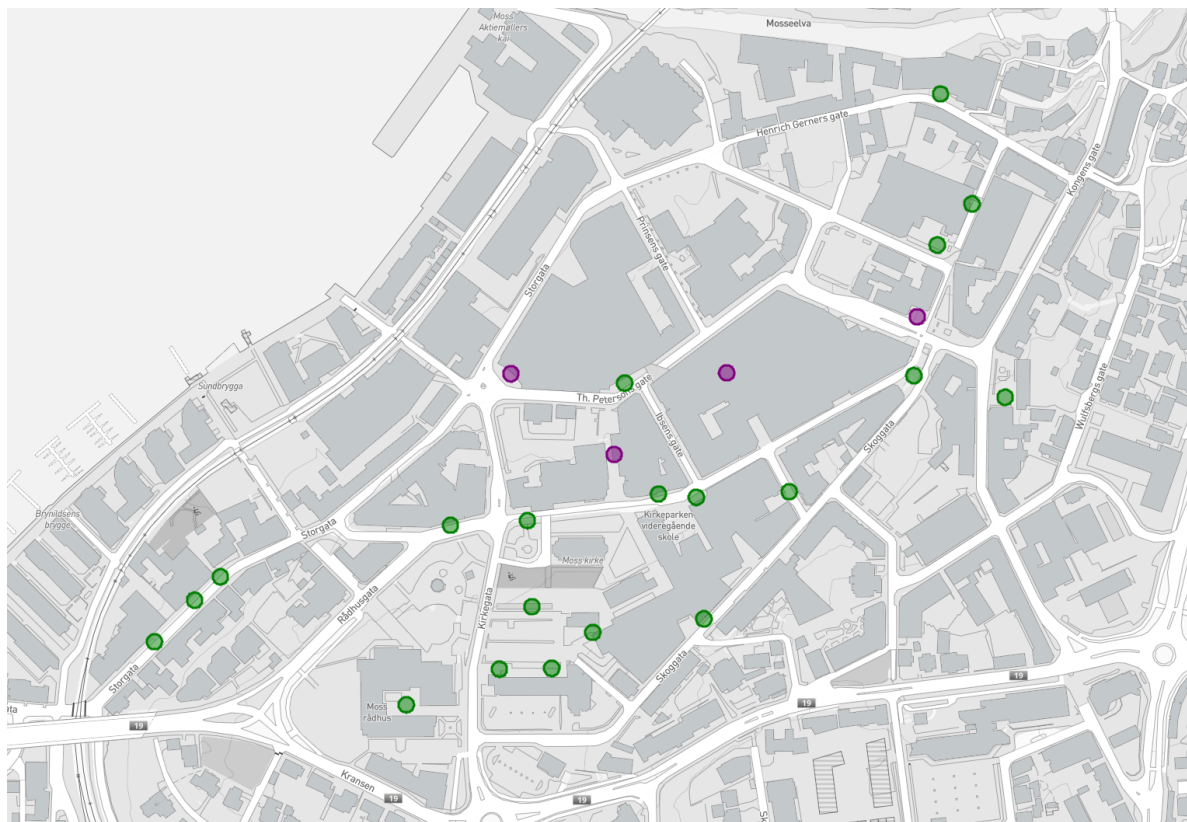 Moss
Aktiemøllers
kai
Mosseelva
Henrich Gerners gate
Kongens gate
Prinsens gate
Storgata
Sundbrygga
Th. Petersons gate
Ibsens gate
Wulfsbergs gate
Skoggata
Brynildsens
brygge
Storgata
Kirkeparken
videregående
skole
Moss kirke
Rådhusgata
Kirkegata
Storgata
Skoggata
Moss
rådhus
19
19
19
Kransen
19
19